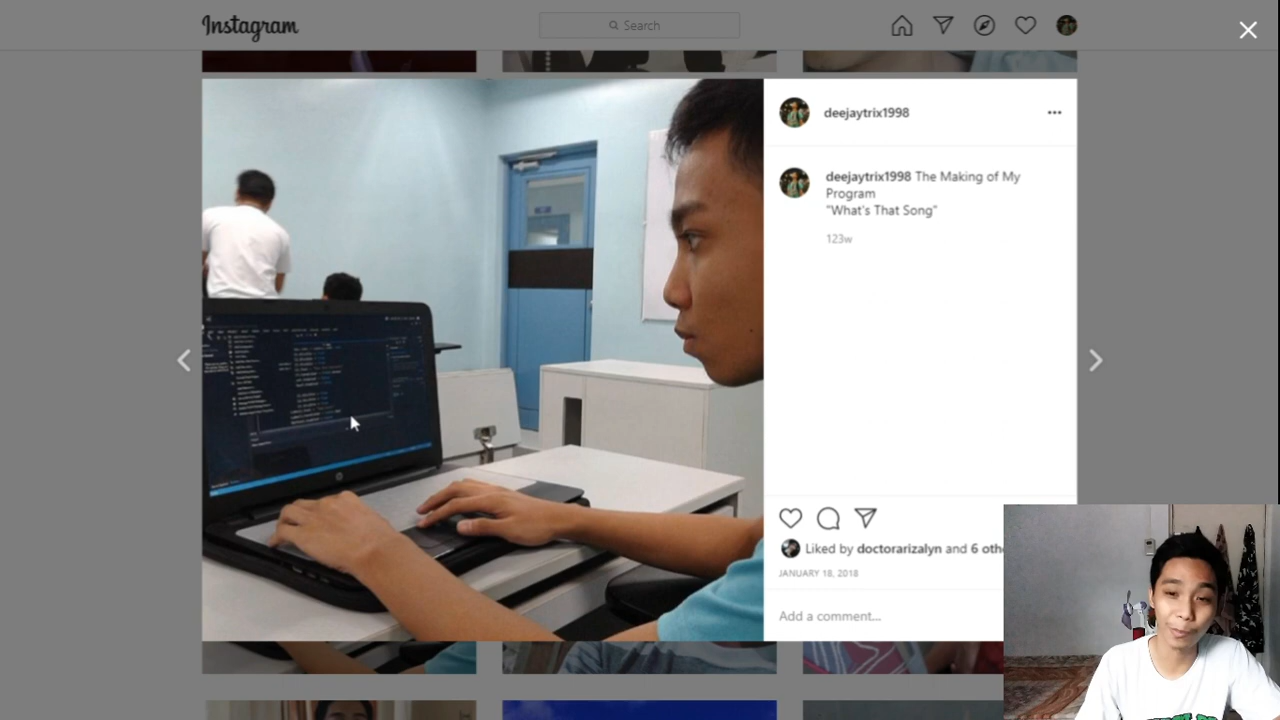 Instagram
Search
deejaytrix1998
deejaytrix1998 The Making of My
Program
"What's That Song"
123w
Liked by doctorarizalyn and 6 oth
JANUARY 18, 2018
Add a comment...